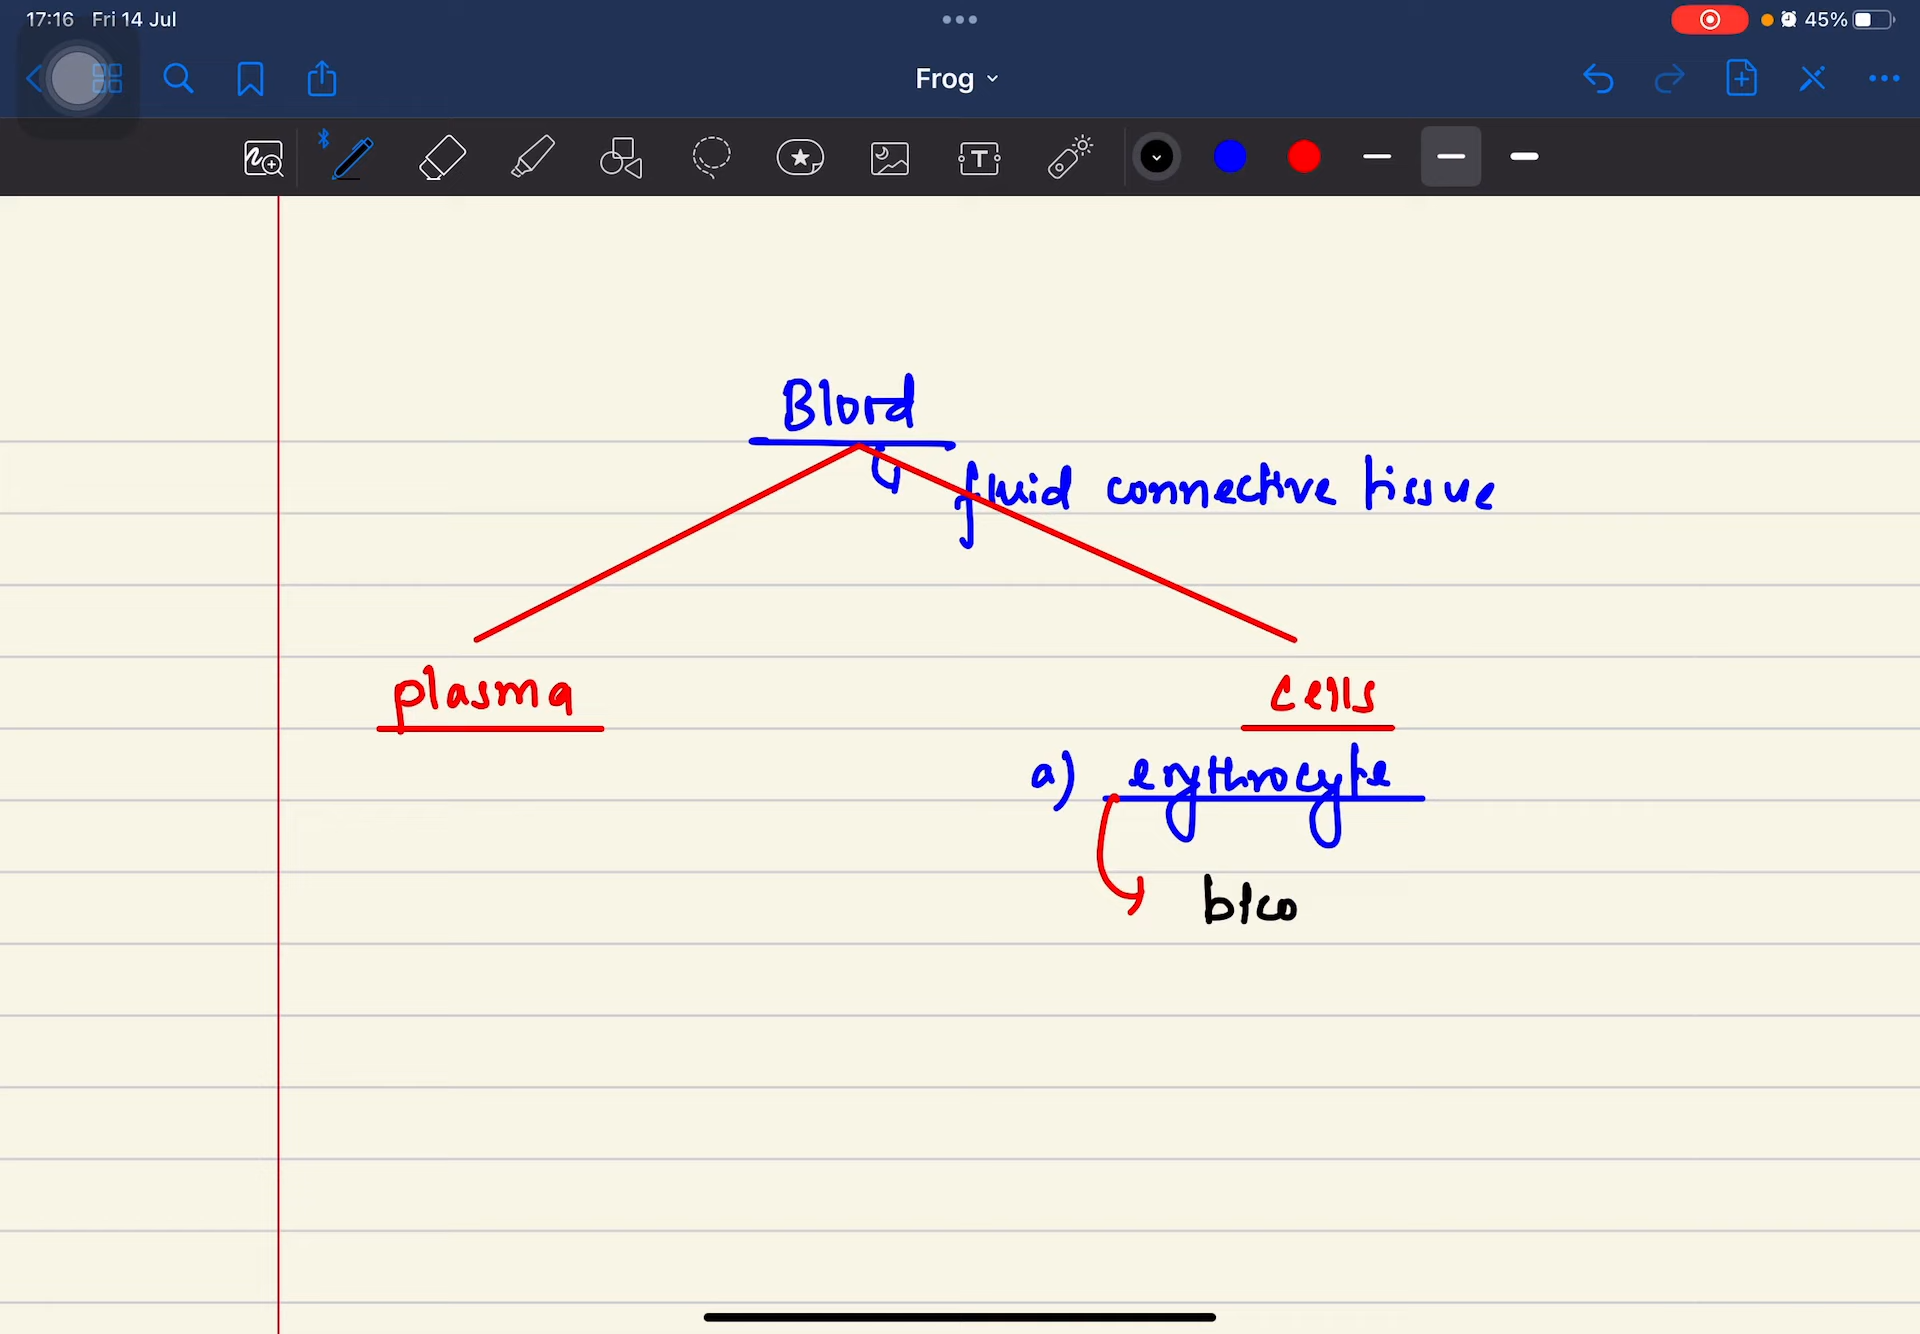 17:16 Fri 14 Jul
45%
Frog
T
Blood
fluid connective tissue
plasma
cells
a) erythrocyte
bico